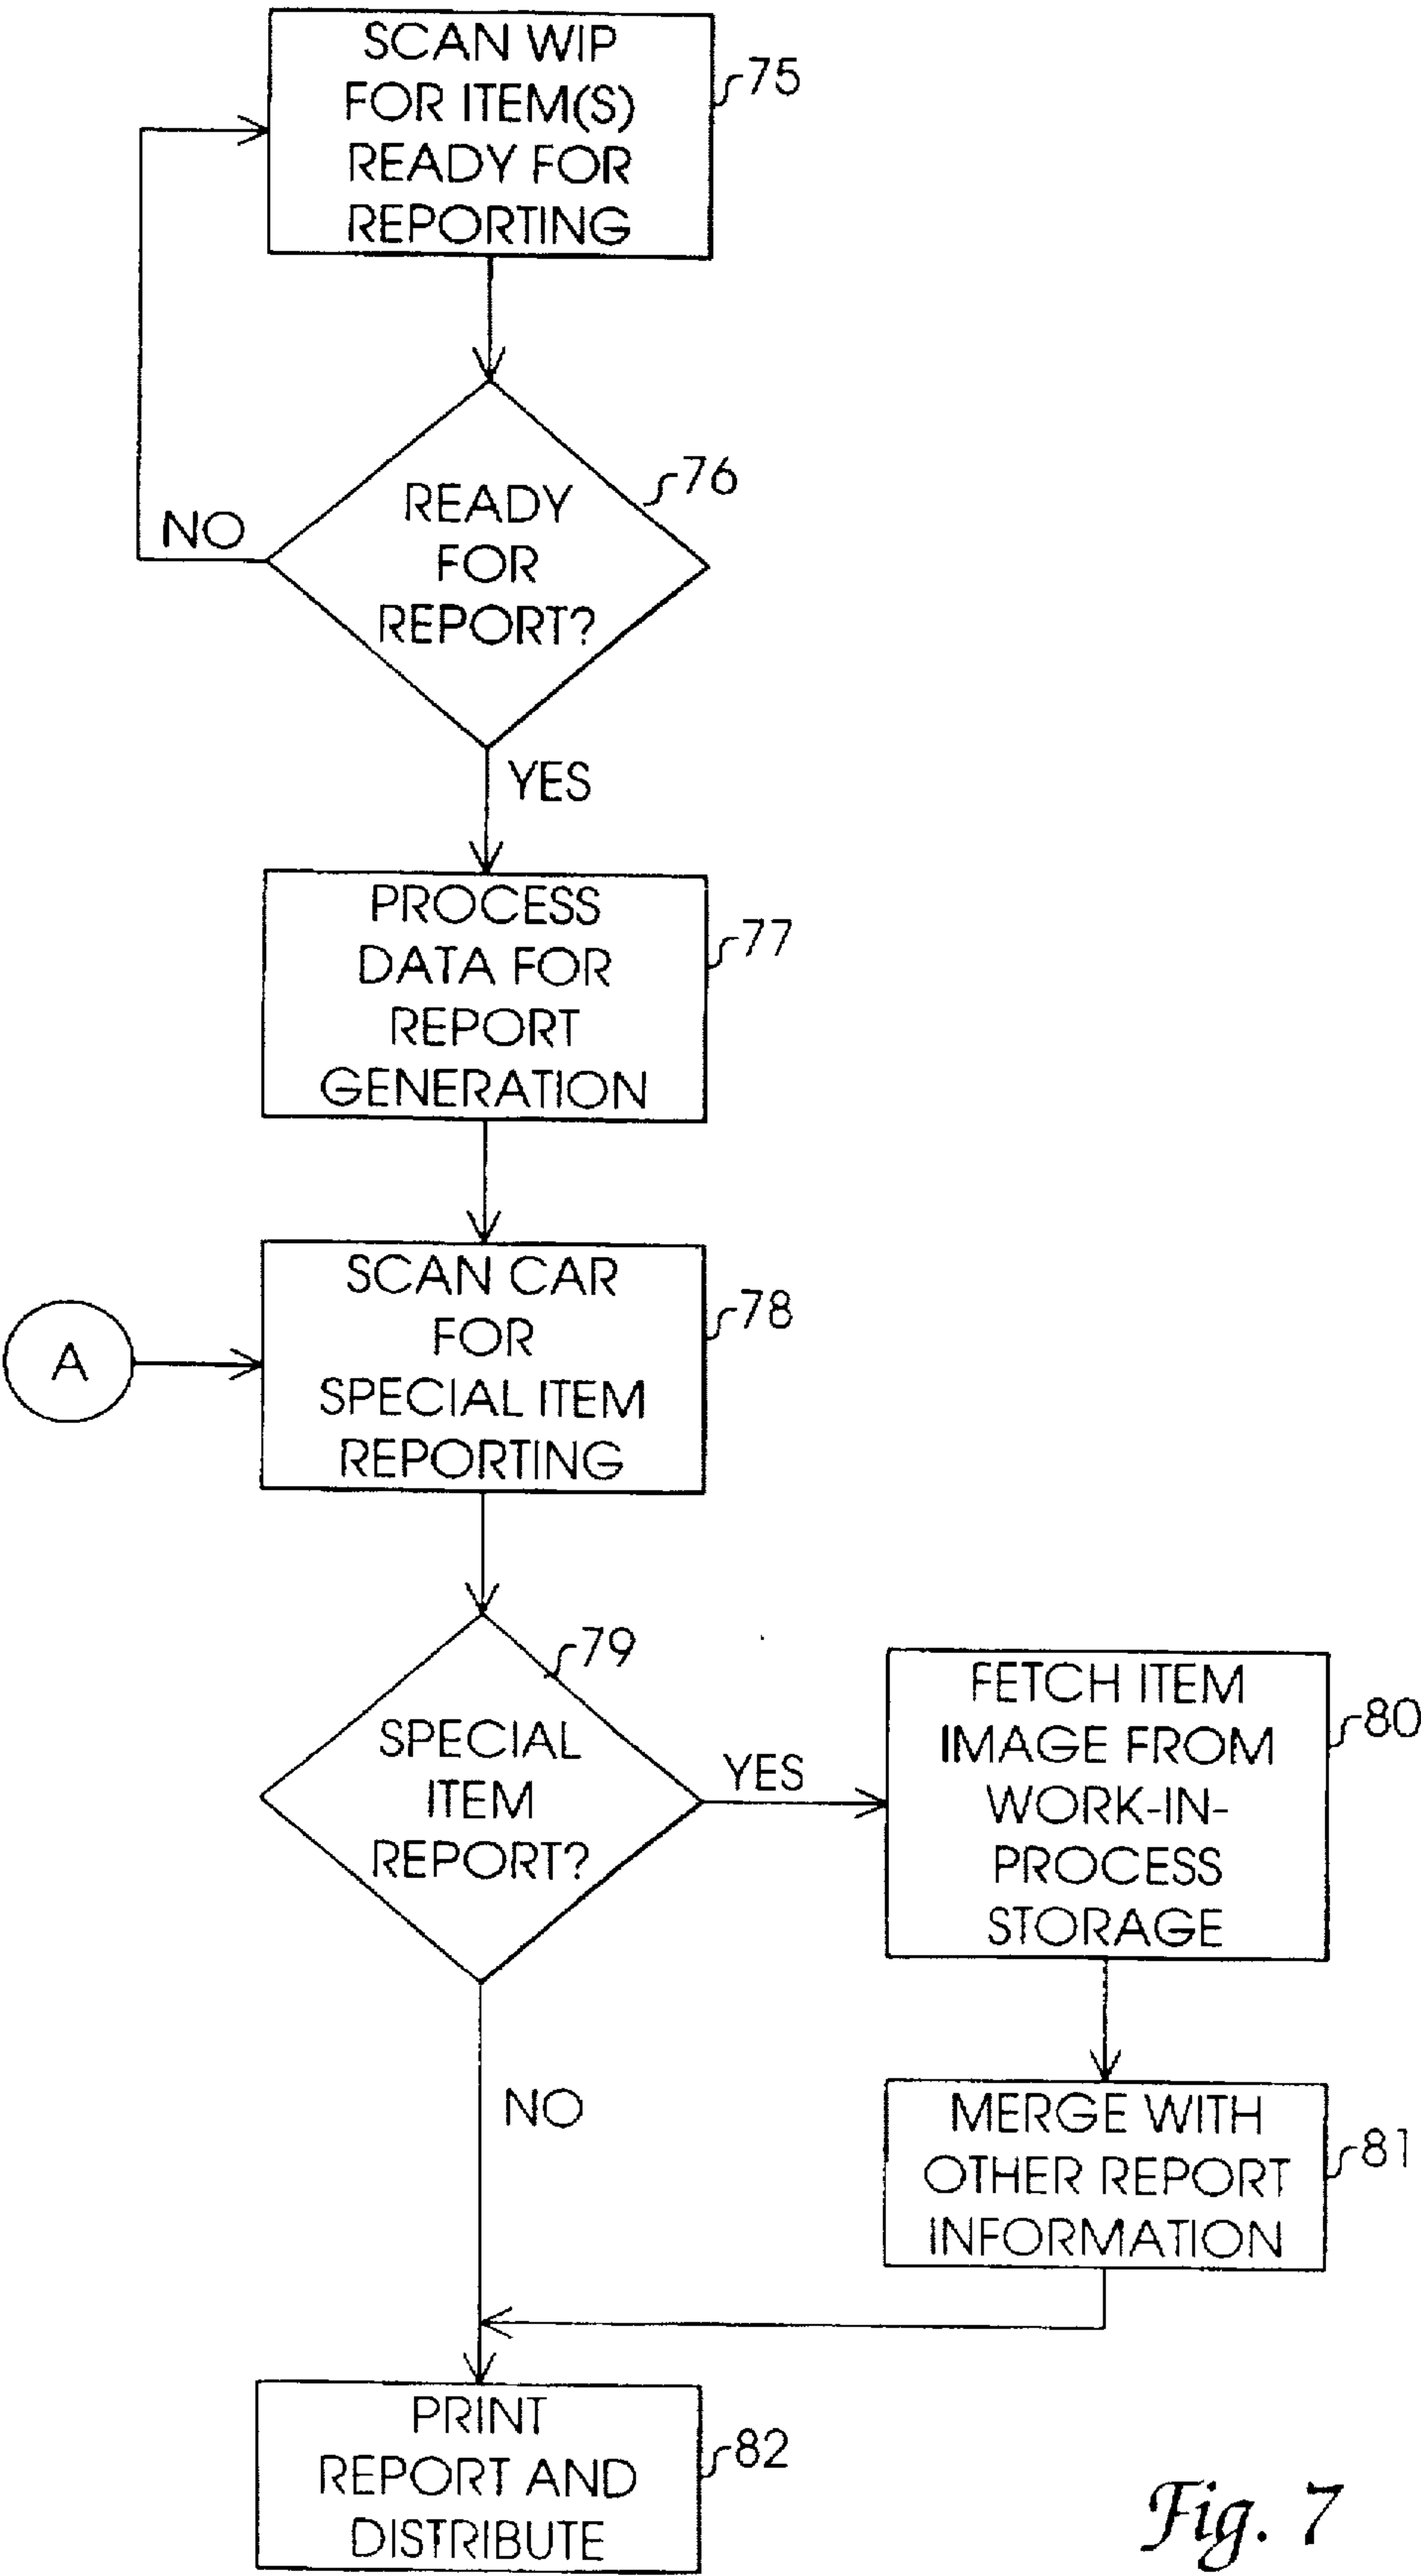 SCAN WIP
FOR ITEM(S)
READY FOR
REPORTING
75
READY
FOR
REPORT?
76
NO
YES
PROCESS
DATA FOR
REPORT
GENERATION
77
SCAN CAR
FOR
SPECIAL ITEM
REPORTING
78
A
SPECIAL
ITEM
REPORT?
79
YES
FETCH ITEM
IMAGE FROM
WORK-IN-
PROCESS
STORAGE
80
NO
MERGE WITH
OTHER REPORT
INFORMATION
81
PRINT
REPORT AND
DISTRIBUTE
82
Fig. 7